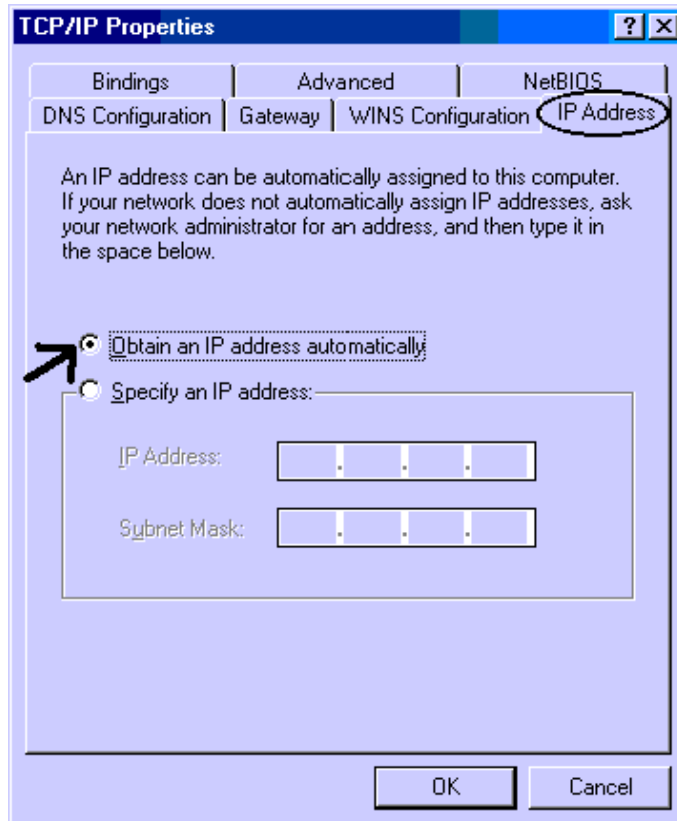 TCP/IP Properties
Bindings Advanced NetBIOS
DNS Configuration Gateway WINS Configuration IP Address
An IP address can be automatically assigned to this computer.
If your network does not automatically assign IP addresses, ask
your network administrator for an address, and then type it in
the space below.
Obtain an IP address automatically
Specify an IP address:
IP Address:
. . .
Subnet Mask:
. . .
OK Cancel